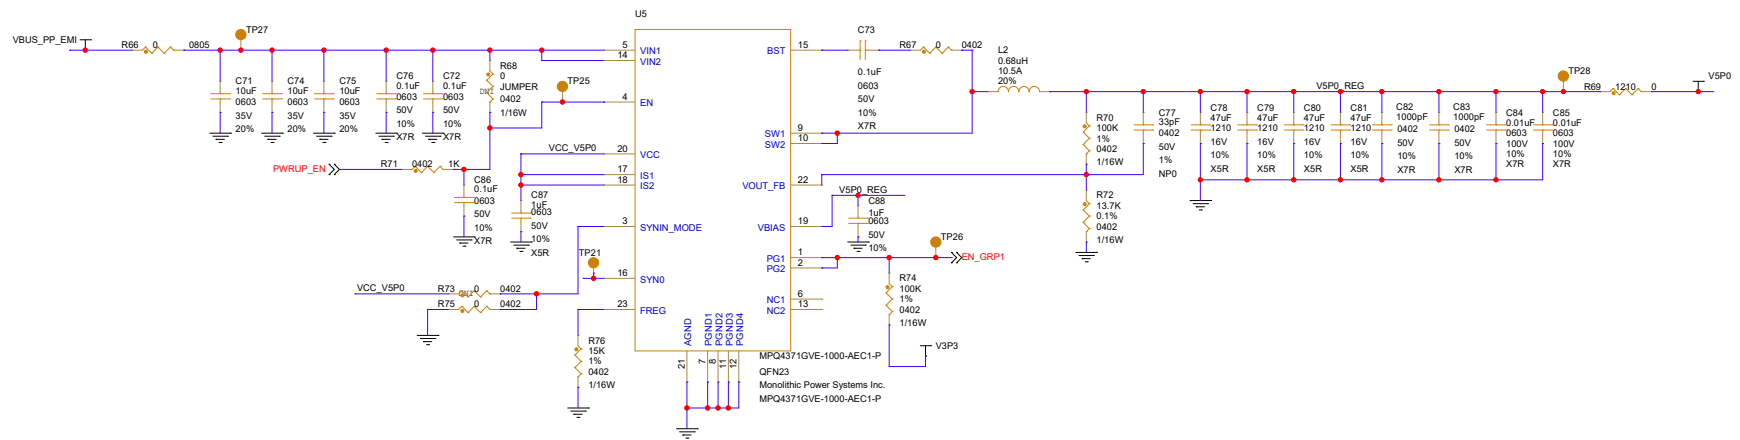 U5
VBUS_PP_EMI
R66 0 0805
TP27
C71
10uF
0603
35V
20%
C74
10uF
0603
35V
20%
C75
10uF
0603
35V
20%
C76
0.1uF
0603
50V
10%
X7R
C72
0.1uF
0603
50V
10%
X7R
R68
0
JUMPER
0402
1/16W
TP25
PWRUP_EN
R71 0402 1K
C86
0.1uF
0603
50V
10%
X7R
VCC_V5P0
C87
1uF
0603
50V
10%
X5R
TP21
VCC_V5P0
R73 DNI 0 0402
R75 0 0402
R76
15K
1%
0402
1/16W
5 VIN1
14 VIN2
4 EN
20 VCC
17 IS1
18 IS2
3 SYNIN_MODE
16 SYN0
23 FREG
BST 15
SW1 9
SW2 10
VOUT_FB 22
VBIAS 19
PG1 1
PG2 2
NC1 6
NC2 13
AGND 21
PGND1 7
PGND2 8
PGND3 11
PGND4 12
MPQ4371GVE-1000-AEC1-P
QFN23
Monolithic Power Systems Inc.
MPQ4371GVE-1000-AEC1-P
C73
0.1uF
0603
50V
10%
X7R
R67 0 0402
L2
0.68uH
10.5A
20%
V5P0_REG
C88
1uF
0603
50V
10%
TP26
EN_GRP1
R74
100K
1%
0402
1/16W
V3P3
R70
100K
1%
0402
1/16W
R72
13.7K
0.1%
0402
1/16W
C77
33pF
0402
50V
1%
NP0
C78
47uF
1210
16V
10%
X5R
C79
47uF
1210
16V
10%
X5R
C80
47uF
1210
16V
10%
X5R
C81
47uF
1210
16V
10%
X5R
C82
1000pF
0402
50V
10%
X7R
C83
1000pF
0402
50V
10%
X7R
C84
0.01uF
0603
100V
10%
X7R
C85
0.01uF
0603
100V
10%
X7R
V5P0_REG
TP28
R69 1210 0
V5P0